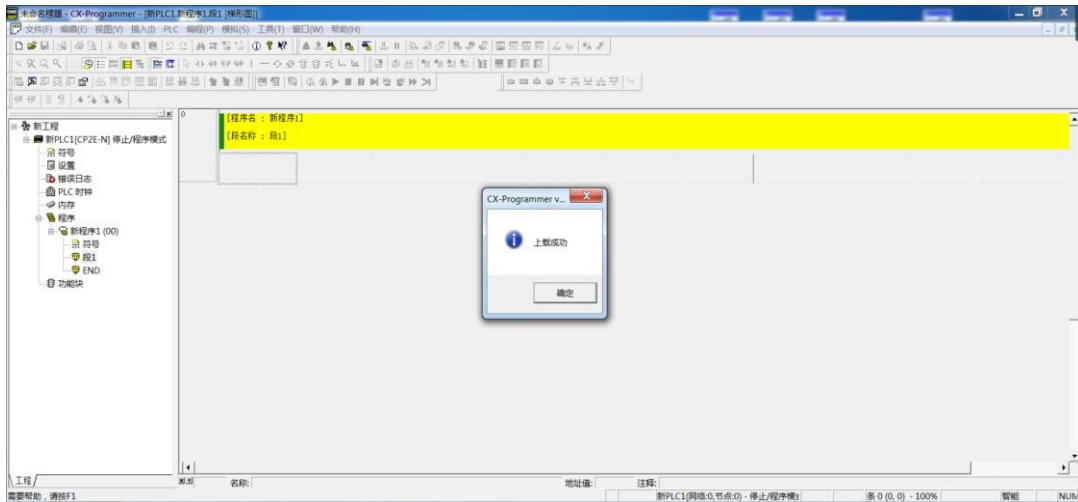 未命名標題 - CX-Programmer - [新PLC1.新程序1.段1 [梯形图]]
文件(F) 编辑(E) 视图(V) 插入(I) PLC 编程(P) 模拟(S) 工具(T) 窗口(W) 帮助(H)
0
[程序名 : 新程序1]
[段名称 : 段1]
新工程
新PLC1[CP2E-N] 停止/程序模式
符号
设置
错误日志
PLC 时钟
内存
程序
新程序1 (00)
符号
段1
END
功能块
CX-Programmer v...
上载成功
确定
工程
名称:
地址值:
注释:
需要帮助，请按F1
新PLC1(网络:0,节点:0) - 停止/程序模
条 0 (0, 0) - 100%
智能
NUN